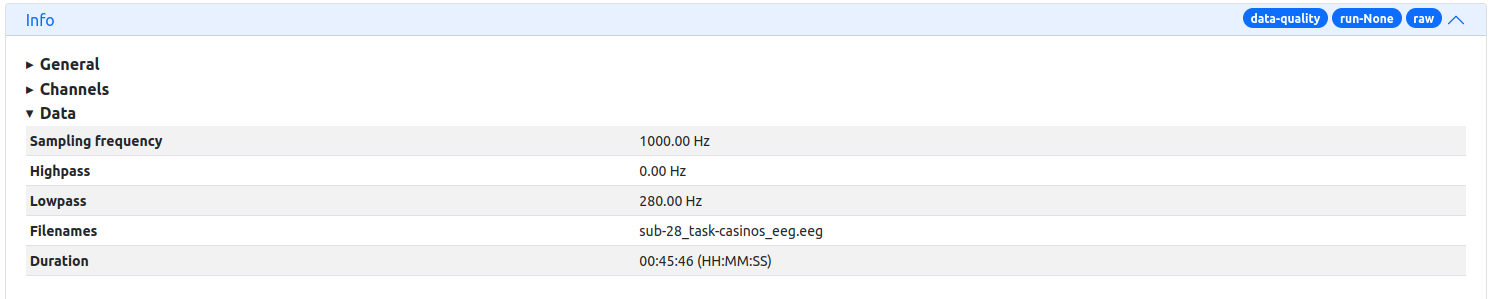 Info data-quality run-None raw
General
Channels
Data
Sampling frequency 1000.00 Hz
Highpass 0.00 Hz
Lowpass 280.00 Hz
Filenames sub-28_task-casinos_eeg.eeg
Duration 00:45:46 (HH:MM:SS)